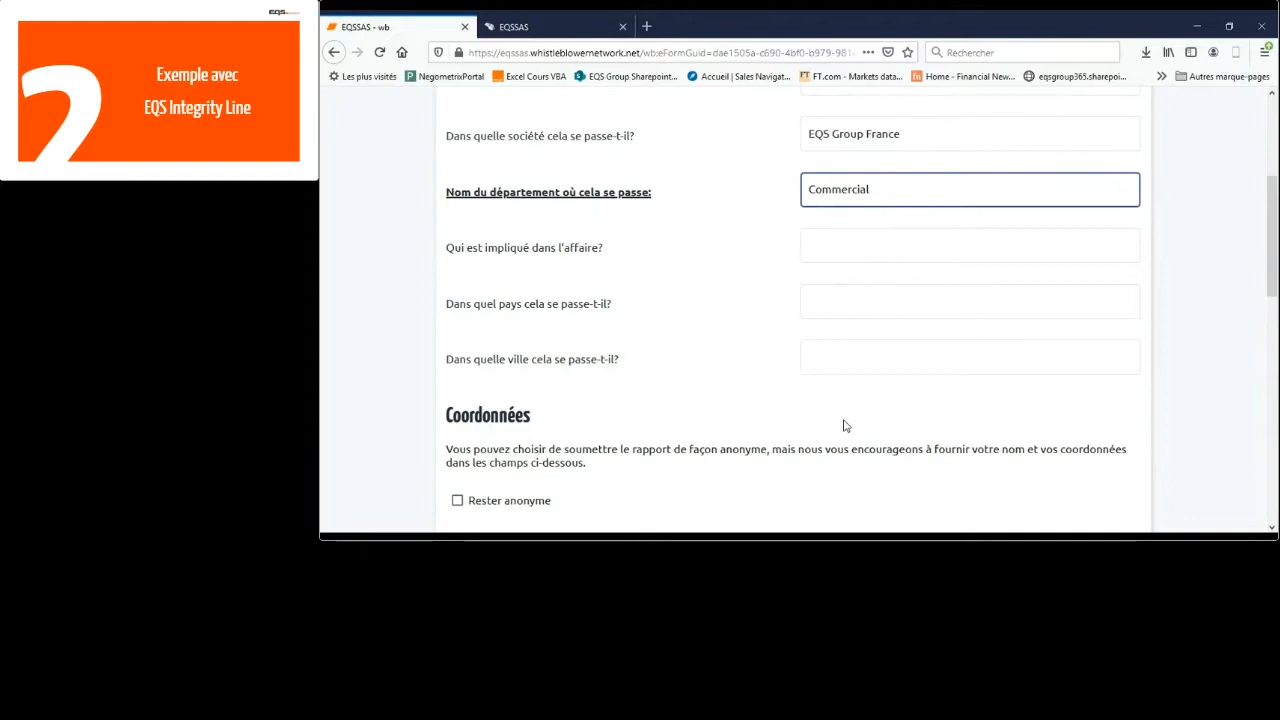 EQS
2
Exemple avec
EQS Integrity Line
EQSSAS - wb
EQSSAS
https://eqssas.whistleblowernetwork.net/wb:eFormGuid=dae1505a-c690-4bf0-b979-981
Rechercher
Les plus visités
NegometrixPortal
Excel Cours VBA
EQS Group Sharepoint...
Accueil | Sales Navigat...
FT.com - Markets data...
Home - Financial New...
eqsgroup365.sharepoi...
Autres marque-pages
Dans quelle société cela se passe-t-il?
EQS Group France
Nom du département où cela se passe:
Commercial
Qui est impliqué dans l'affaire?
Dans quel pays cela se passe-t-il?
Dans quelle ville cela se passe-t-il?
Coordonnées
Vous pouvez choisir de soumettre le rapport de façon anonyme, mais nous vous encourageons à fournir votre nom et vos coordonnées
dans les champs ci-dessous.
Rester anonyme